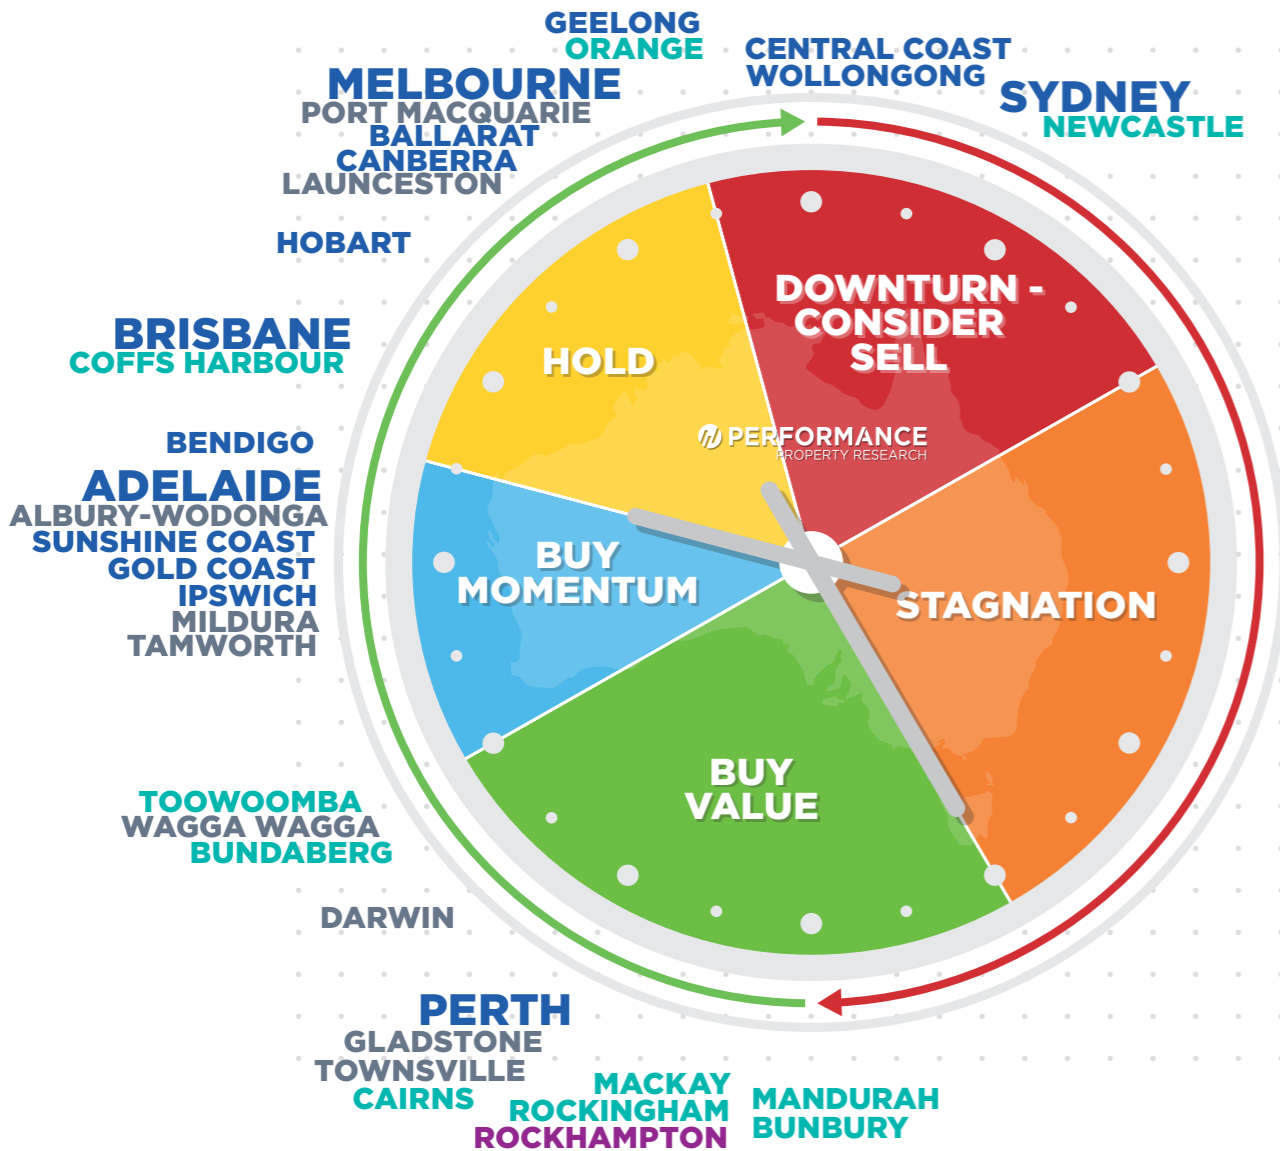 GEELONG
ORANGE
CENTRAL COAST
WOLLONGONG
SYDNEY
NEWCASTLE
MELBOURNE
PORT MACQUARIE
BALLARAT
CANBERRA
LAUNCESTON
HOBART
BRISBANE
COFFS HARBOUR
BENDIGO
ADELAIDE
ALBURY-WODONGA
SUNSHINE COAST
GOLD COAST
IPSWICH
MILDURA
TAMWORTH
TOOWOOMBA
WAGGA WAGGA
BUNDABERG
DARWIN
PERTH
GLADSTONE
TOWNSVILLE
CAIRNS
MACKAY
ROCKINGHAM
ROCKHAMPTON
MANDURAH
BUNBURY
DOWNTURN -
CONSIDER
SELL
HOLD
PERFORMANCE
PROPERTY RESEARCH
BUY
MOMENTUM
STAGNATION
BUY
VALUE